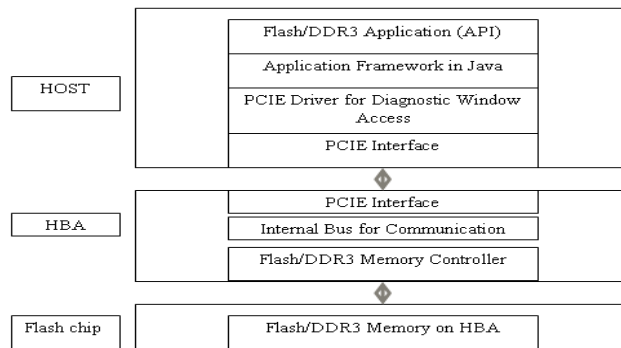 Flash/DDR3 Application (API)
Application Framework in Java
HOST
PCIE Driver for Diagnostic Window
Access
PCIE Interface
PCIE Interface
HBA
Internal Bus for Communication
Flash/DDR3 Memory Controller
Flash chip
Flash/DDR3 Memory on HBA